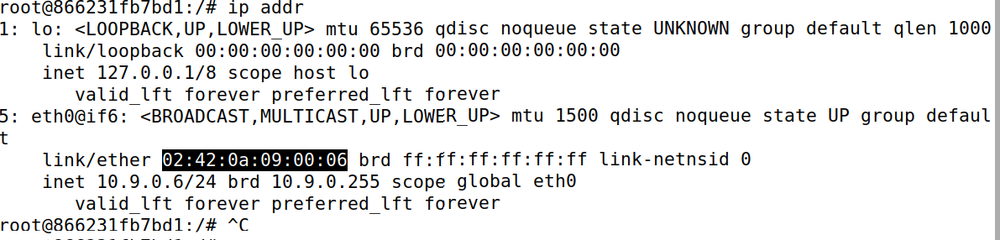 root@866231fb7bd1:/# ip addr
1: lo: <LOOPBACK,UP,LOWER_UP> mtu 65536 qdisc noqueue state UNKNOWN group default qlen 1000
    link/loopback 00:00:00:00:00:00 brd 00:00:00:00:00:00
    inet 127.0.0.1/8 scope host lo
       valid_lft forever preferred_lft forever
5: eth0@if6: <BROADCAST,MULTICAST,UP,LOWER_UP> mtu 1500 qdisc noqueue state UP group defaul
t
    link/ether 02:42:0a:09:00:06 brd ff:ff:ff:ff:ff:ff link-netnsid 0
    inet 10.9.0.6/24 brd 10.9.0.255 scope global eth0
       valid_lft forever preferred_lft forever
root@866231fb7bd1:/# ^C